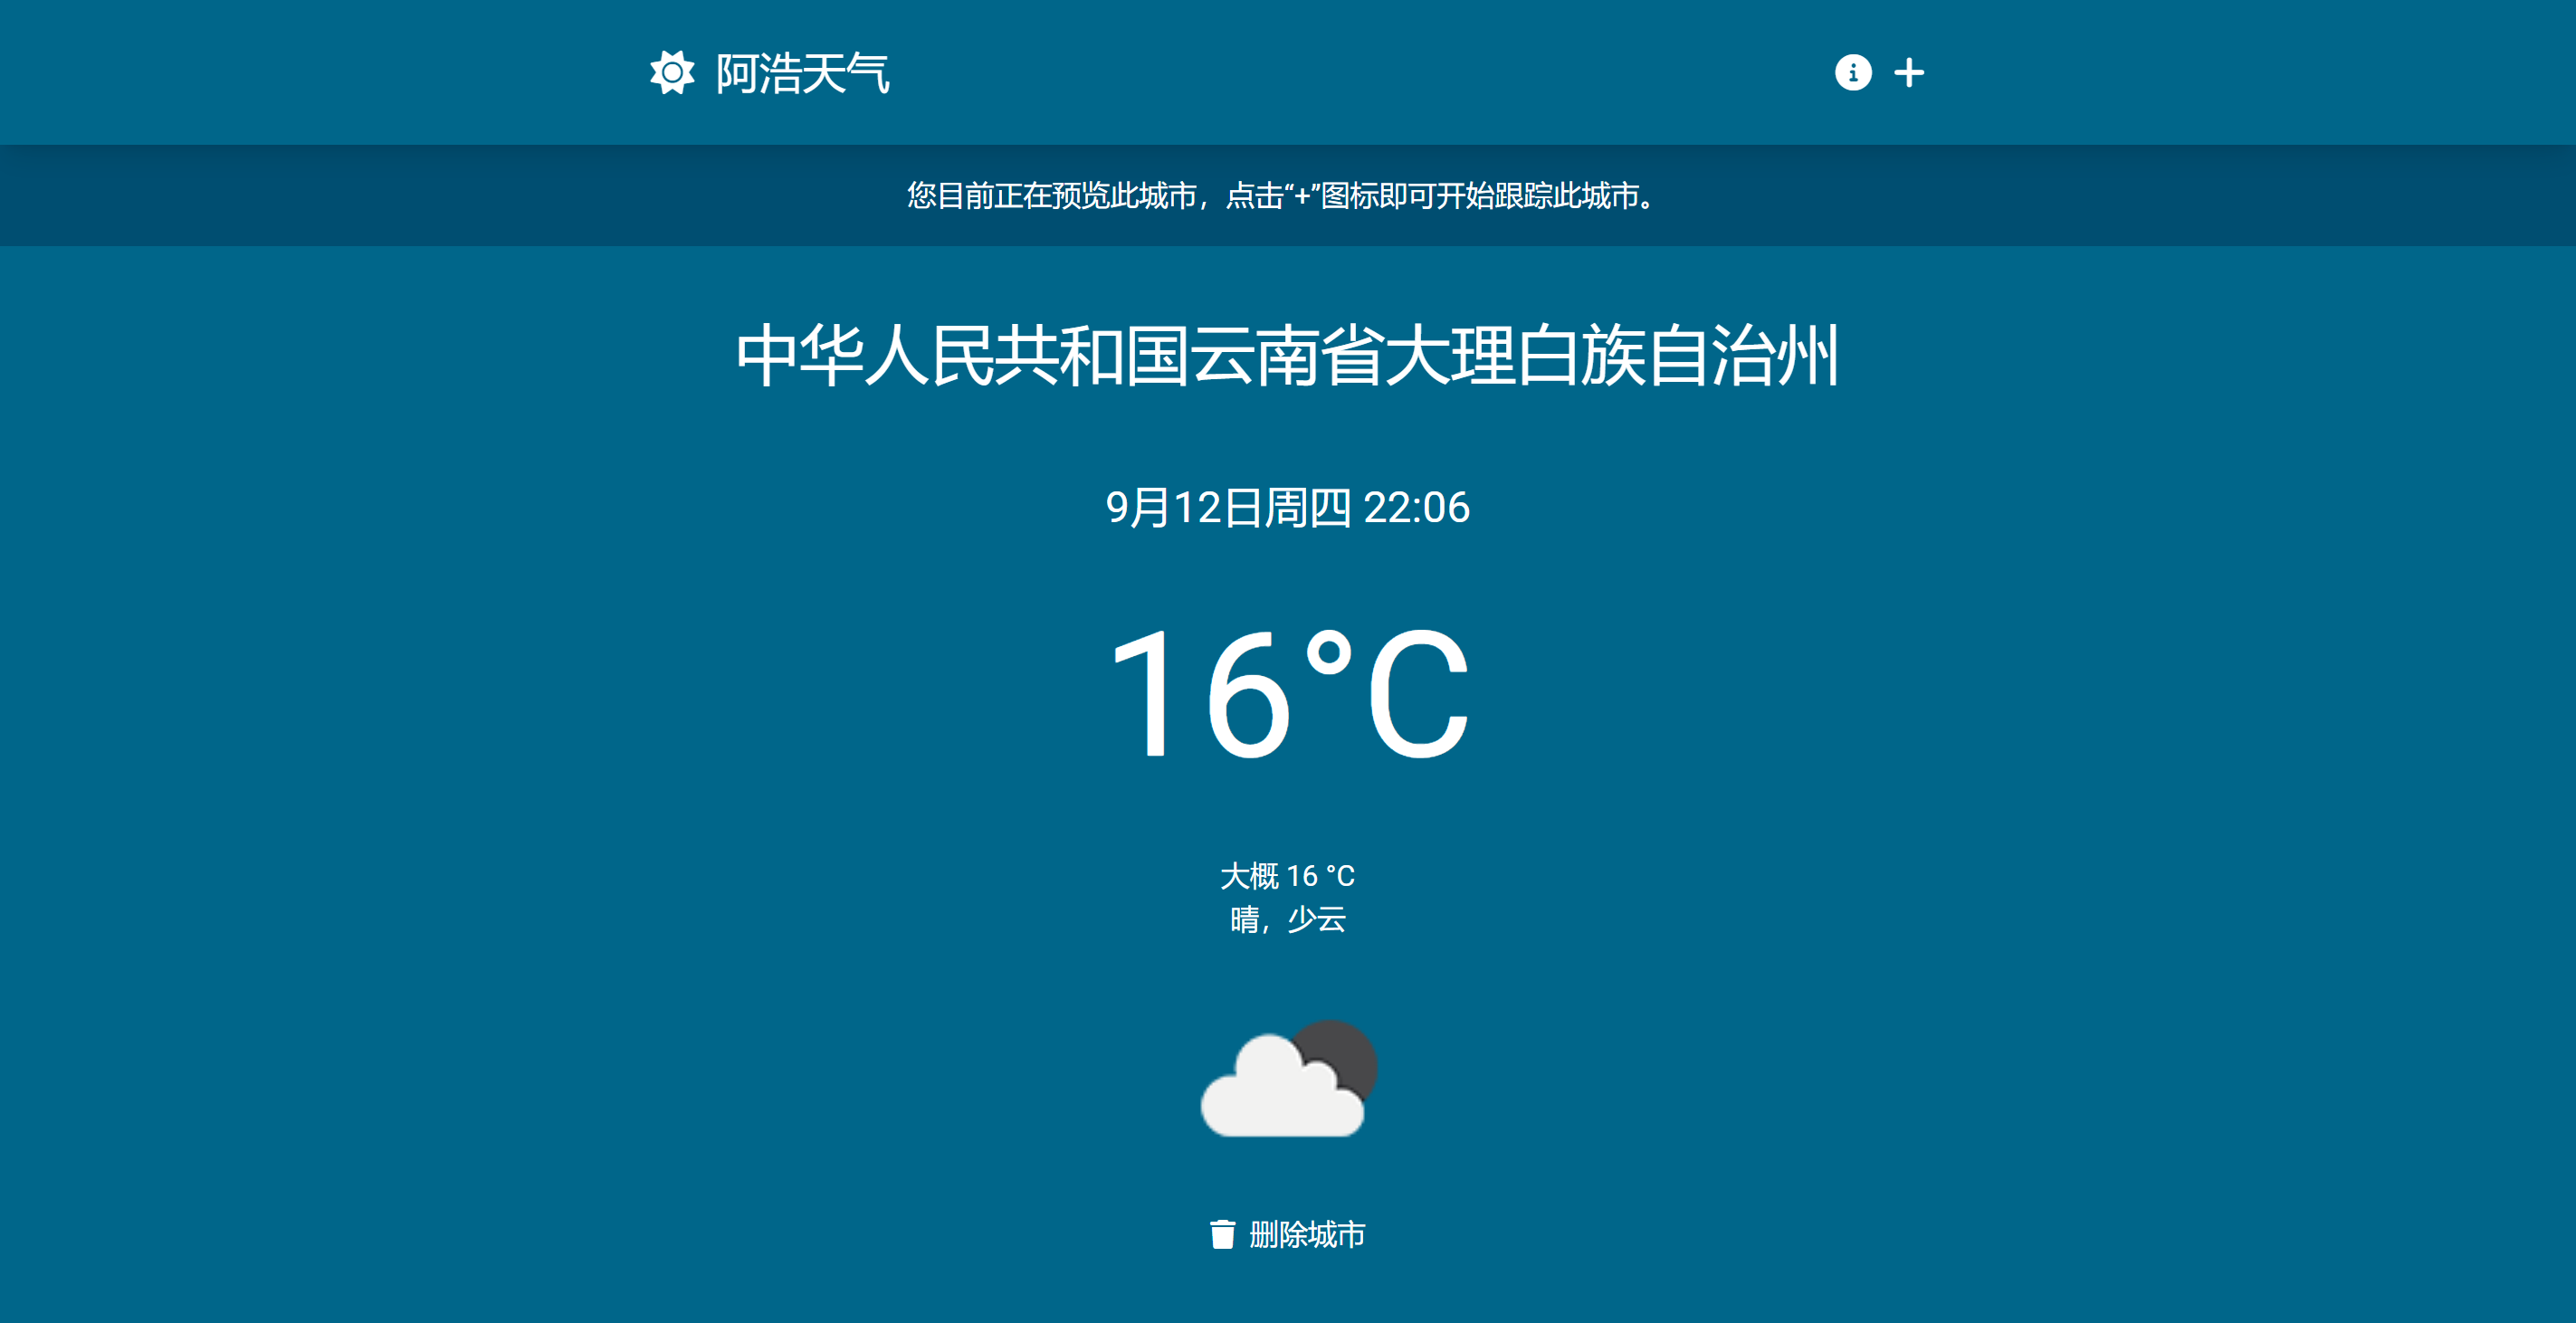 阿浩天气
您目前正在预览此城市，点击“+”图标即可开始跟踪此城市。
中华人民共和国云南省大理白族自治州
9月12日周四 22:06
16°C
大概 16 °C
晴，少云
删除城市